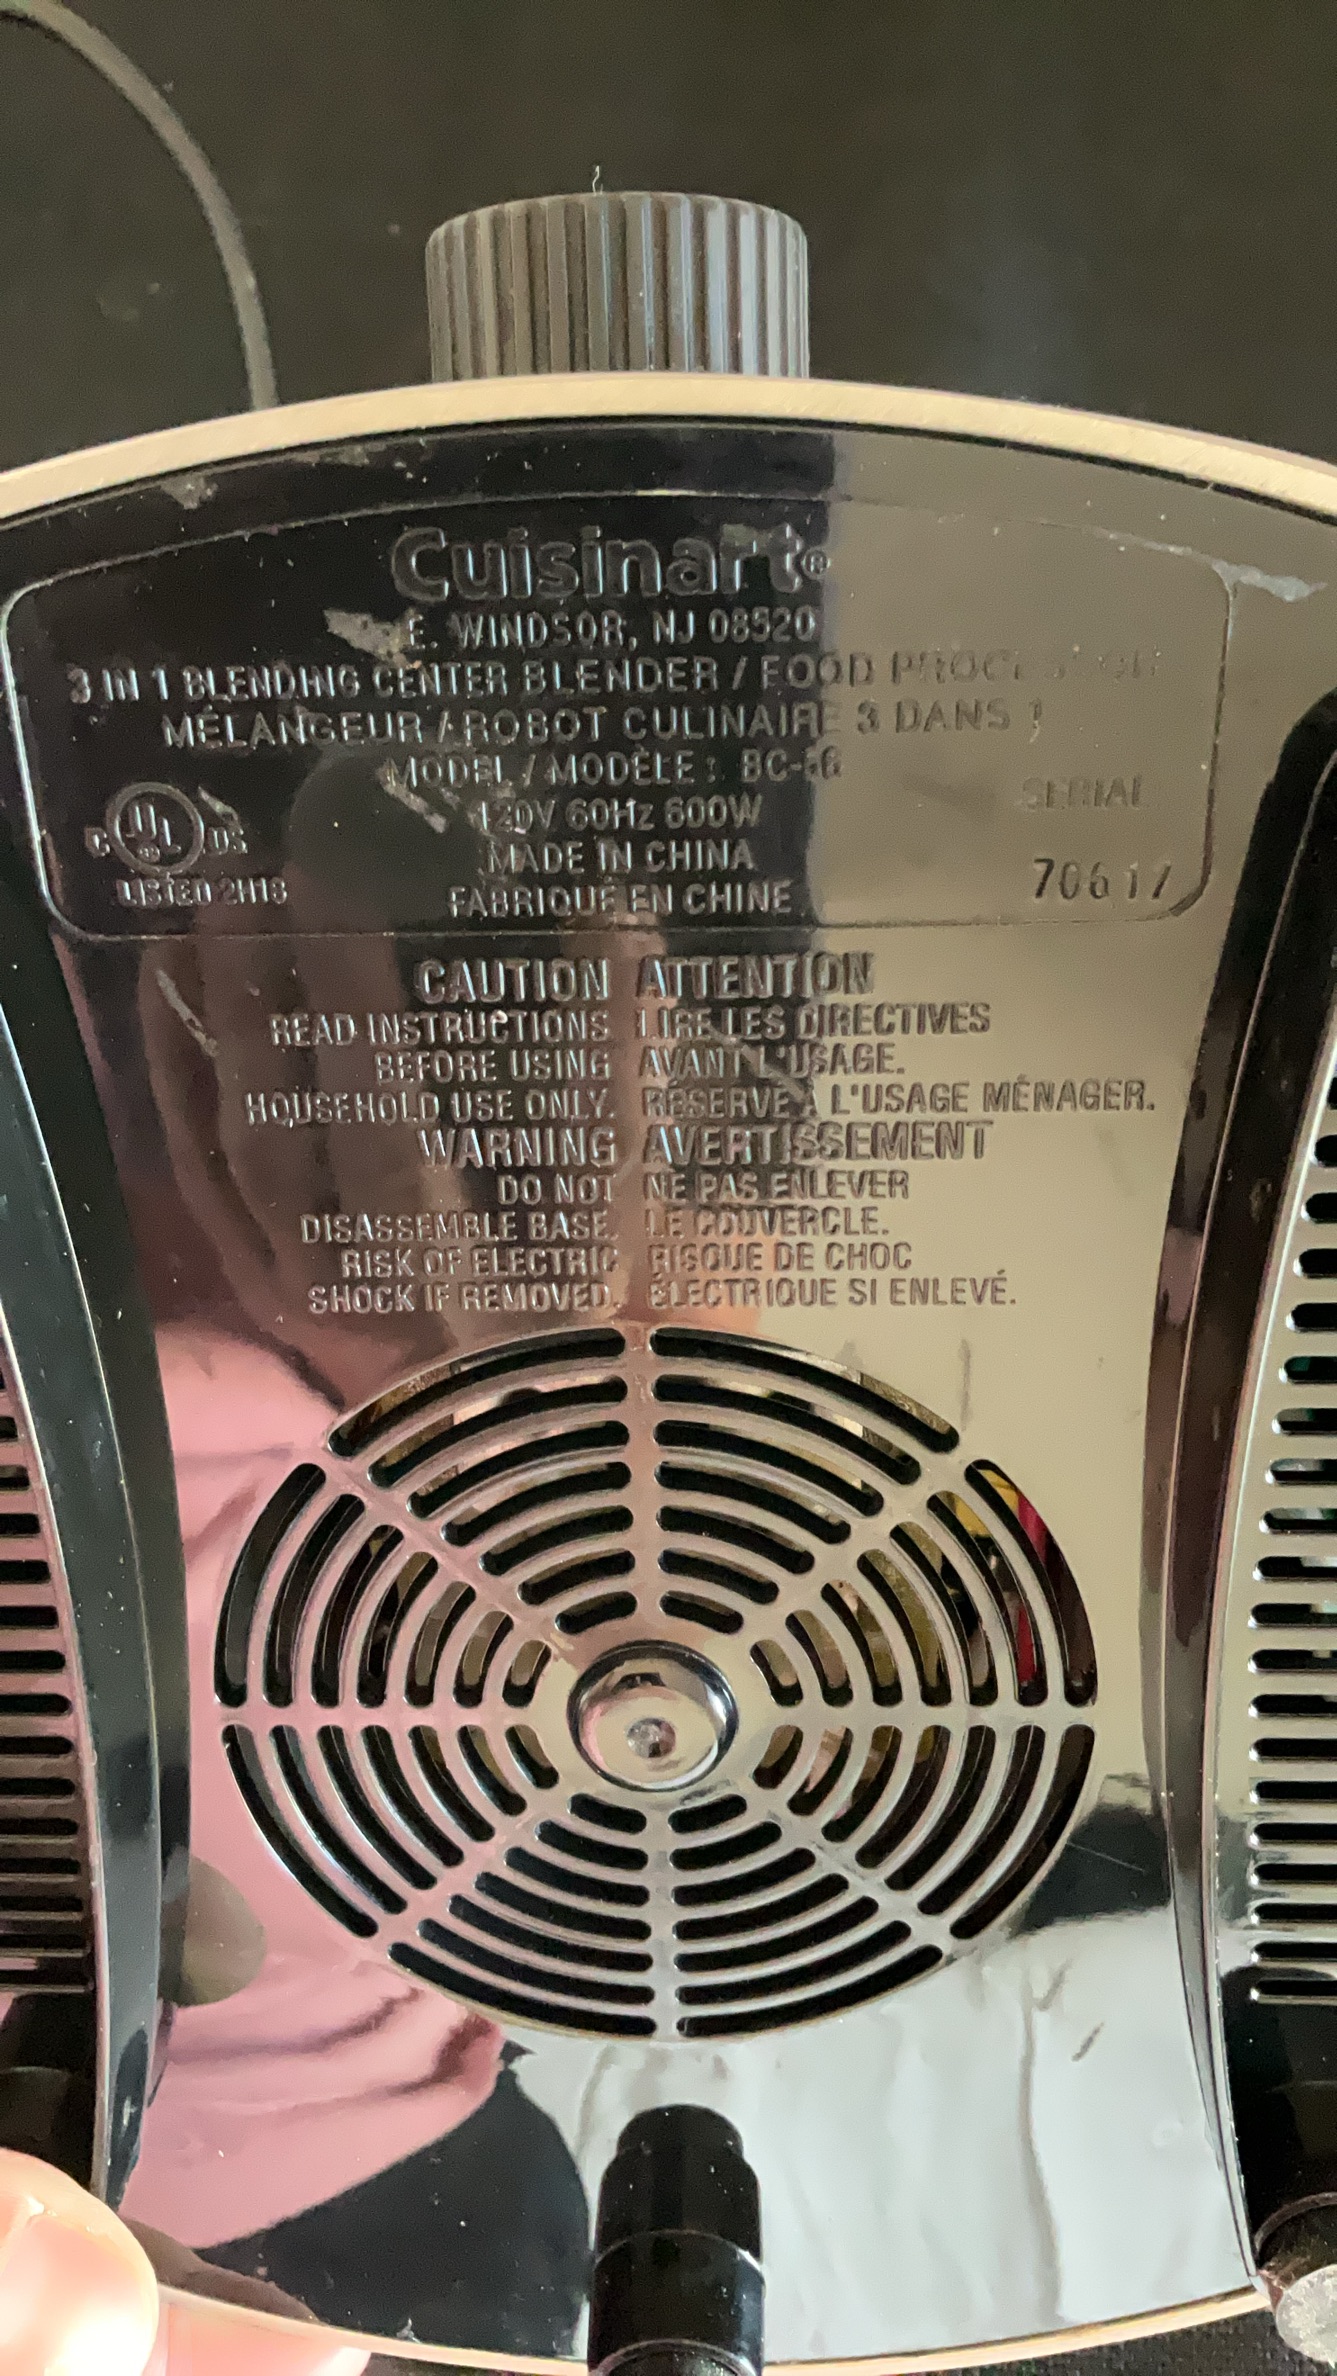 Cuisinart®
E. WINDSOR, NJ 08520
3 IN 1 BLENDING CENTER BLENDER / FOOD
MÉLANGEUR / ROBOT CULINAIRE 3 DANS 1
MODEL / MODÈLE :
120V 60Hz 600W
MADE IN CHINA
FABRIQUÉ EN CHINE
C UL® US
LISTED 2H18
SERIAL
70617
CAUTION ATTENTION
READ INSTRUCTIONS LIRE LES DIRECTIVES
BEFORE USING AVANT L'USAGE.
HOUSEHOLD USE ONLY. RÉSERVÉ À L'USAGE MÉNAGER.
WARNING AVERTISSEMENT
DO NOT NE PAS ENLEVER
DISASSEMBLE BASE. LE COUVERCLE.
RISK OF ELECTRIC RISQUE DE CHOC
SHOCK IF REMOVED. ÉLECTRIQUE SI ENLEVÉ.